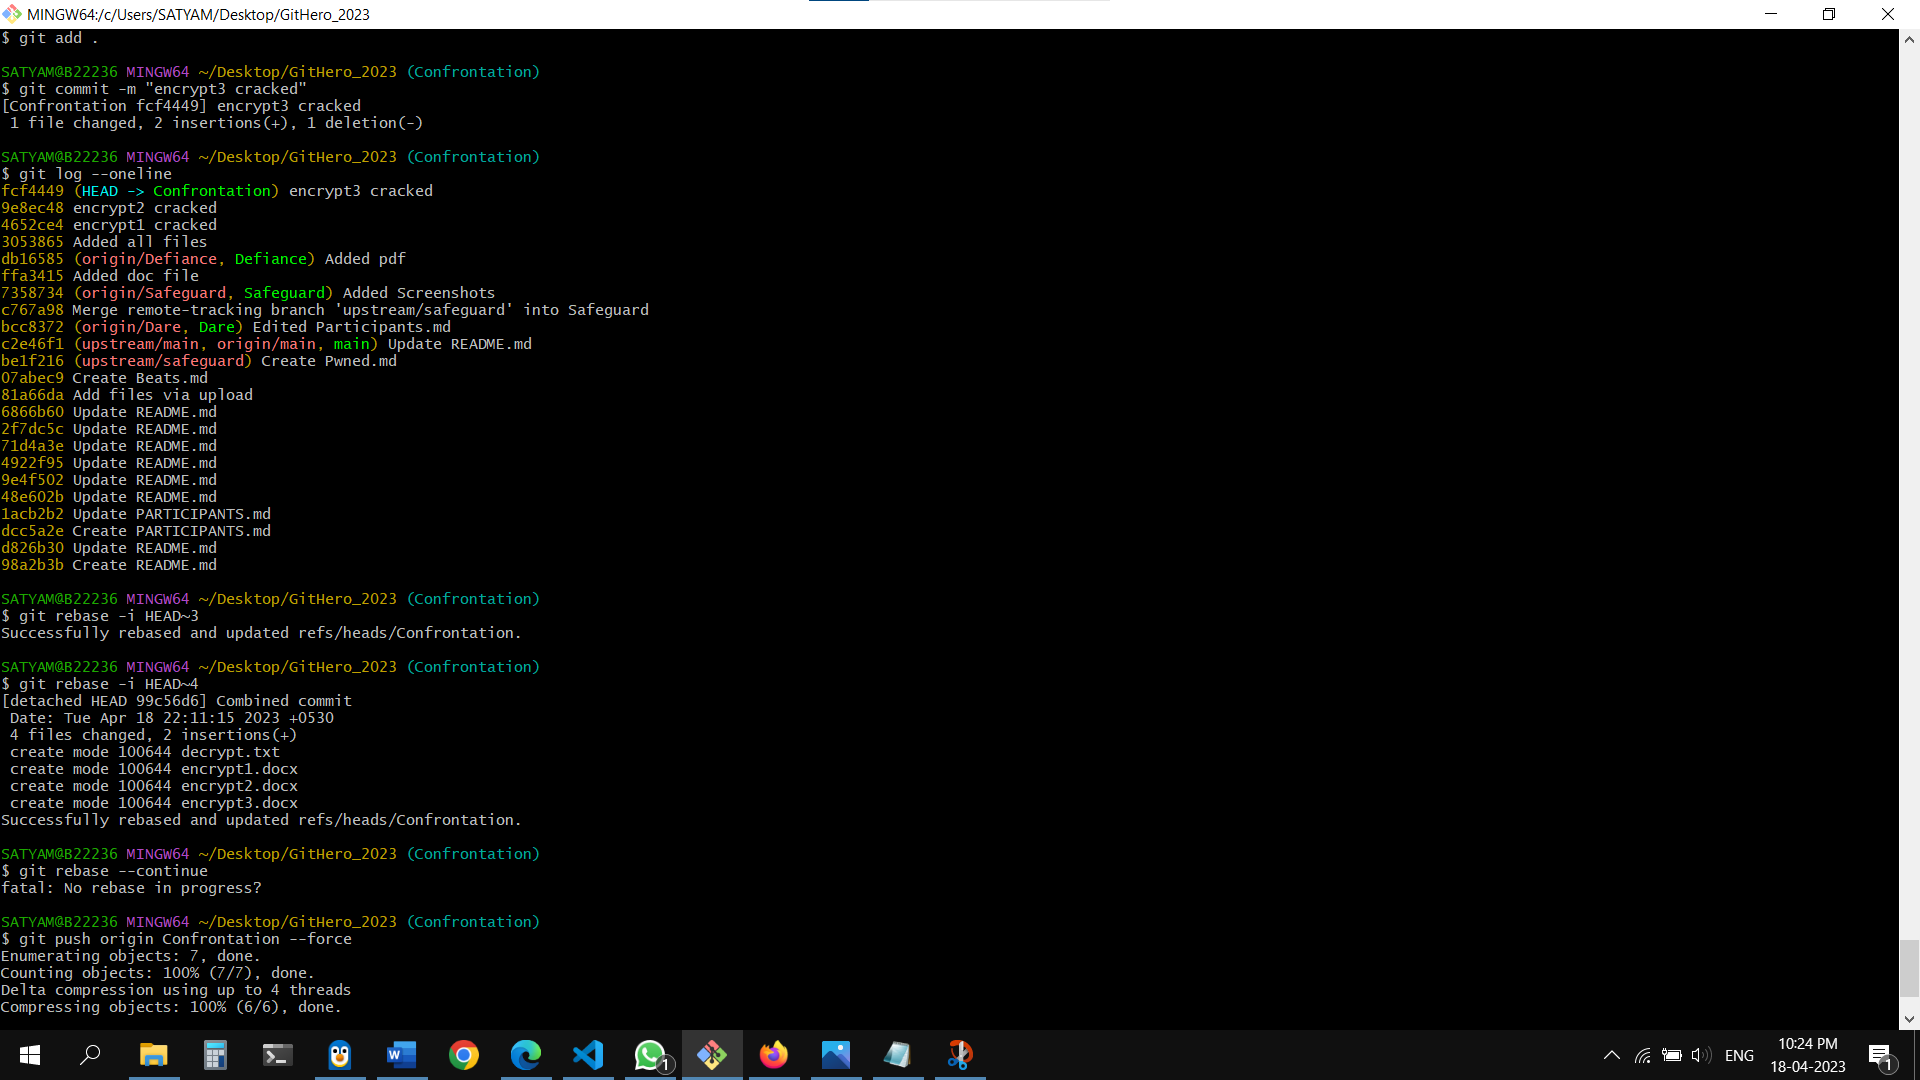 MINGW64:/c/Users/SATYAM/Desktop/GitHero_2023
$ git add .
SATYAM@B22236 MINGW64 ~/Desktop/GitHero_2023 (Confrontation)
$ git commit -m "encrypt3 cracked"
[Confrontation fcf4449] encrypt3 cracked
1 file changed, 2 insertions(+), 1 deletion(-)
SATYAM@B22236 MINGW64 ~/Desktop/GitHero_2023 (Confrontation)
$ git log --oneline
fcf4449 (HEAD -> Confrontation) encrypt3 cracked
9e8ec48 encrypt2 cracked
4652ce4 encrypt1 cracked
3053865 Added all files
db16585 (origin/Defiance, Defiance) Added pdf
ffa3415 Added doc file
7358734 (origin/Safeguard, Safeguard) Added Screenshots
c767a98 Merge remote-tracking branch 'upstream/safeguard' into Safeguard
bcc8372 (origin/Dare, Dare) Edited Participants.md
c2e46f1 (upstream/main, origin/main, main) Update README.md
be1f216 (upstream/safeguard) Create Pwned.md
07abec9 Create Beats.md
81a66da Add files via upload
6866b60 Update README.md
2f7dc5c Update README.md
71d4a3e Update README.md
4922f95 Update README.md
9e4f502 Update README.md
48e602b Update README.md
1acb2b2 Update PARTICIPANTS.md
dcc5a2e Create PARTICIPANTS.md
d826b30 Update README.md
98a2b3b Create README.md
SATYAM@B22236 MINGW64 ~/Desktop/GitHero_2023 (Confrontation)
$ git rebase -i HEAD~3
Successfully rebased and updated refs/heads/Confrontation.
SATYAM@B22236 MINGW64 ~/Desktop/GitHero_2023 (Confrontation)
$ git rebase -i HEAD~4
[detached HEAD 99c56d6] Combined commit
Date: Tue Apr 18 22:11:15 2023 +0530
4 files changed, 2 insertions(+)
create mode 100644 decrypt.txt
create mode 100644 encrypt1.docx
create mode 100644 encrypt2.docx
create mode 100644 encrypt3.docx
Successfully rebased and updated refs/heads/Confrontation.
SATYAM@B22236 MINGW64 ~/Desktop/GitHero_2023 (Confrontation)
$ git rebase --continue
fatal: No rebase in progress?
SATYAM@B22236 MINGW64 ~/Desktop/GitHero_2023 (Confrontation)
$ git push origin Confrontation --force
Enumerating objects: 7, done.
Counting objects: 100% (7/7), done.
Delta compression using up to 4 threads
Compressing objects: 100% (6/6), done.
W
1
ENG
10:24 PM
18-04-2023
1